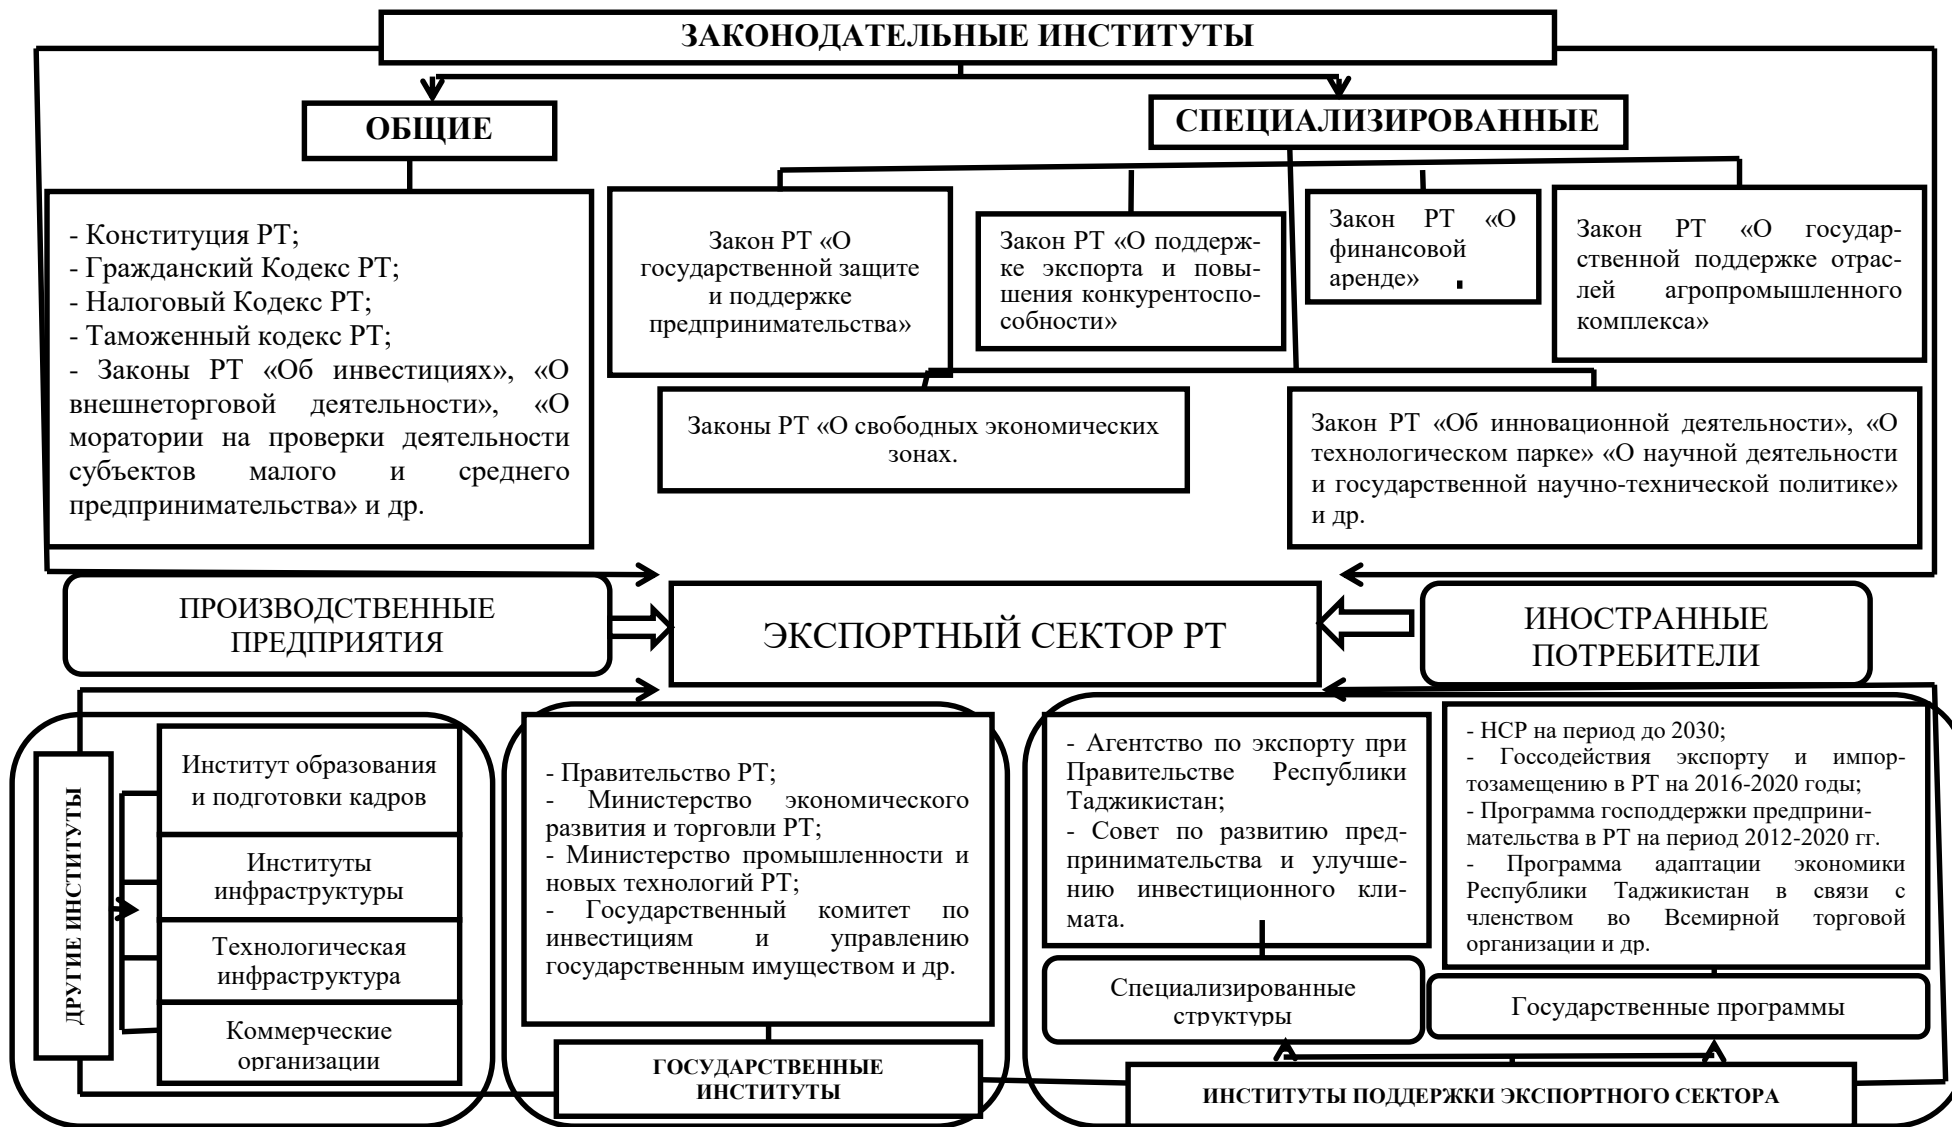 ЗАКОНОДАТЕЛЬНЫЕ ИНСТИТУТЫ
ОБЩИЕ
СПЕЦИАЛИЗИРОВАННЫЕ
- Конституция РТ;
- Гражданский Кодекс РТ;
- Налоговый Кодекс РТ;
- Таможенный кодекс РТ;
- Законы РТ «Об инвестициях», «О
внешнеторговой деятельности», «О
моратории на проверки деятельности
субъектов малого и среднего
предпринимательства» и др.
Закон РТ «О
государственной защите
и поддержке
предпринимательства»
Закон РТ «О поддерж-
ке экспорта и повы-
шения конкурентоспо-
собности»
Закон РТ «О
финансовой
аренде»
Закон РТ «О государ-
ственной поддержке отрас-
лей агропромышленного
комплекса»
Законы РТ «О свободных экономических
зонах.
Закон РТ «Об инновационной деятельности», «О
технологическом парке» «О научной деятельности
и государственной научно-технической политике»
и др.
ПРОИЗВОДСТВЕННЫЕ
ПРЕДПРИЯТИЯ
ЭКСПОРТНЫЙ СЕКТОР РТ
ИНОСТРАННЫЕ
ПОТРЕБИТЕЛИ
ДРУГИЕ ИНСТИТУТЫ
Институт образования
и подготовки кадров
Институты
инфраструктуры
Технологическая
инфраструктура
Коммерческие
организации
- Правительство РТ;
- Министерство экономического
развития и торговли РТ;
- Министерство промышленности и
новых технологий РТ;
- Государственный комитет по
инвестициям и управлению
государственным имуществом и др.
ГОСУДАРСТВЕННЫЕ
ИНСТИТУТЫ
- Агентство по экспорту при
Правительстве Республики
Таджикистан;
- Совет по развитию пред-
принимательства и улучше-
нию инвестиционного кли-
мата.
Специализированные
структуры
- НСР на период до 2030;
- Госсодействия экспорту и импор-
тозамещению в РТ на 2016-2020 годы;
- Программа господдержки предприни-
мательства в РТ на период 2012-2020 гг.
- Программа адаптации экономики
Республики Таджикистан в связи с
членством во Всемирной торговой
организации и др.
Государственные программы
ИНСТИТУТЫ ПОДДЕРЖКИ ЭКСПОРТНОГО СЕКТОРА